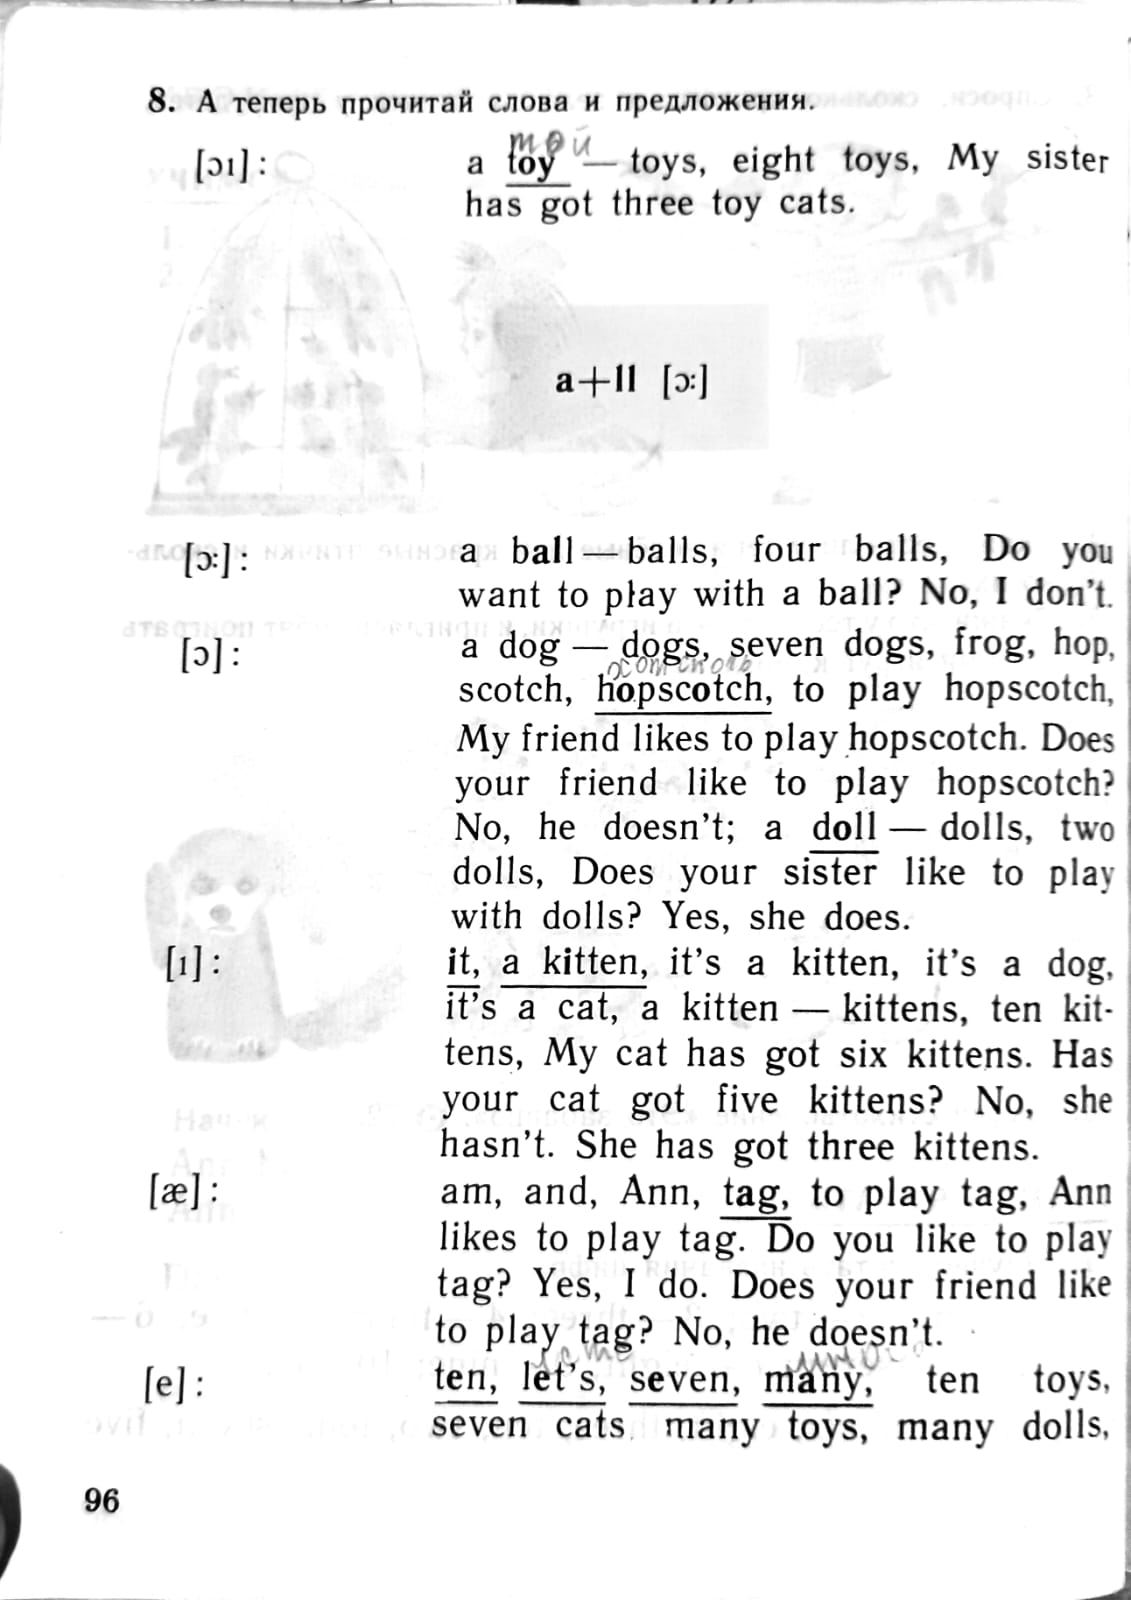 8. А теперь прочитай слова и предложения.
той
[ɔɪ]: a toy — toys, eight toys, My sister
has got three toy cats.
a+ll [ɔ:]
[ɔ:]: a ball — balls, four balls, Do you
want to play with a ball? No, I don't.
[ɔ]: a dog — dogs, seven dogs, frog, hop,
scotch, hopscotch, to play hopscotch,
My friend likes to play hopscotch. Does
your friend like to play hopscotch?
No, he doesn't; a doll — dolls, two
dolls, Does your sister like to play
with dolls? Yes, she does.
[ɪ]: it, a kitten, it's a kitten, it's a dog,
it's a cat, a kitten — kittens, ten kit-
tens, My cat has got six kittens. Has
your cat got five kittens? No, she
hasn't. She has got three kittens.
[æ]: am, and, Ann, tag, to play tag, Ann
likes to play tag. Do you like to play
tag? Yes, I do. Does your friend like
to play tag? No, he doesn't.
много
[e]: ten, let's, seven, many, ten toys,
seven cats, many toys, many dolls,
96